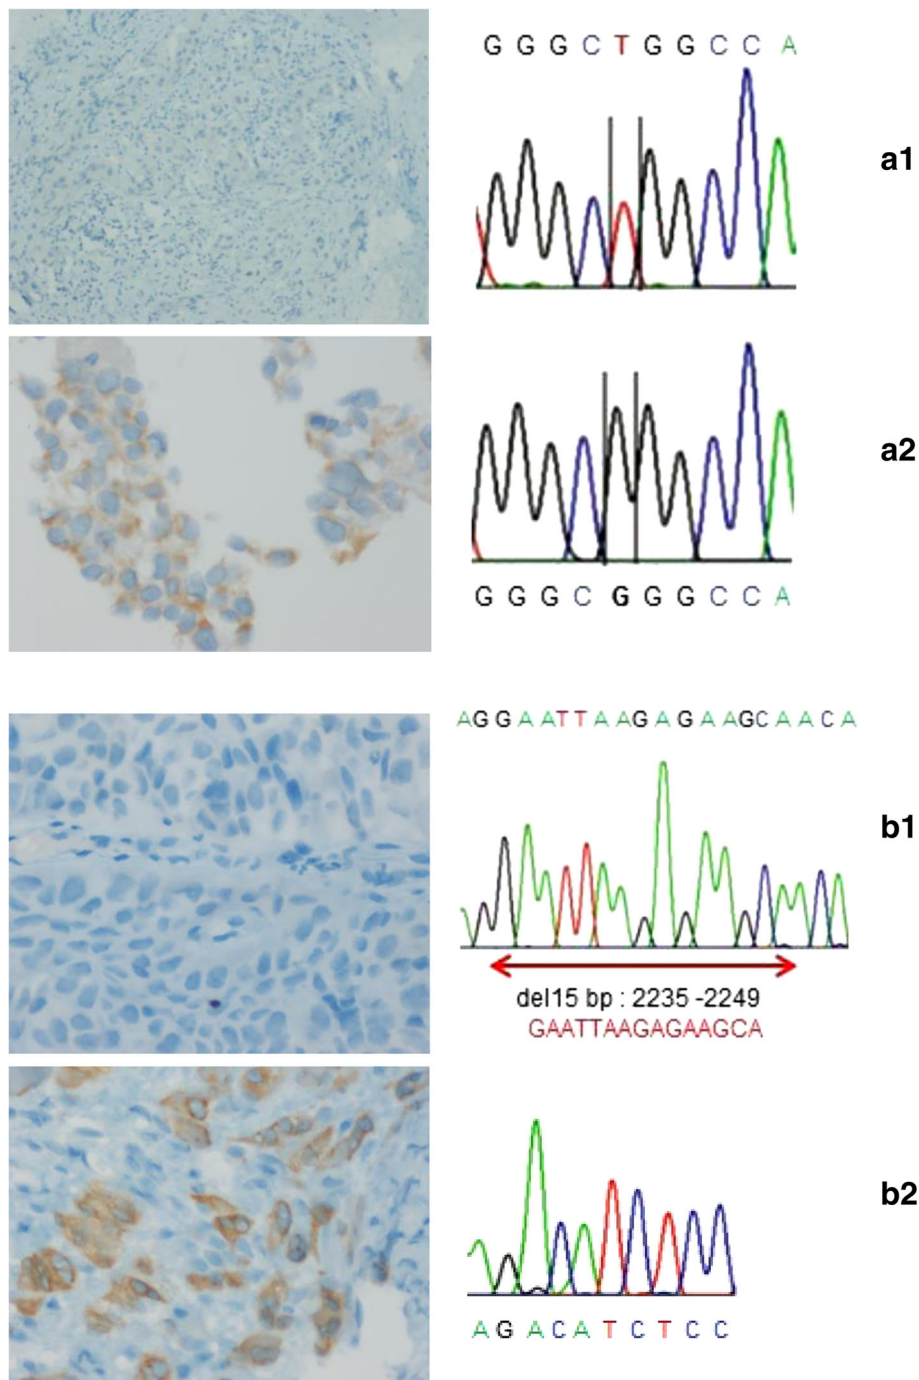 G G G C T G G C C A
a1
a2
G G G C G G G C C A
A G G A A T T A A G A G A A G C A A C A
b1
del15 bp : 2235 -2249
GAATTAAGAGAAGCA
b2
A G A C A T C T C C